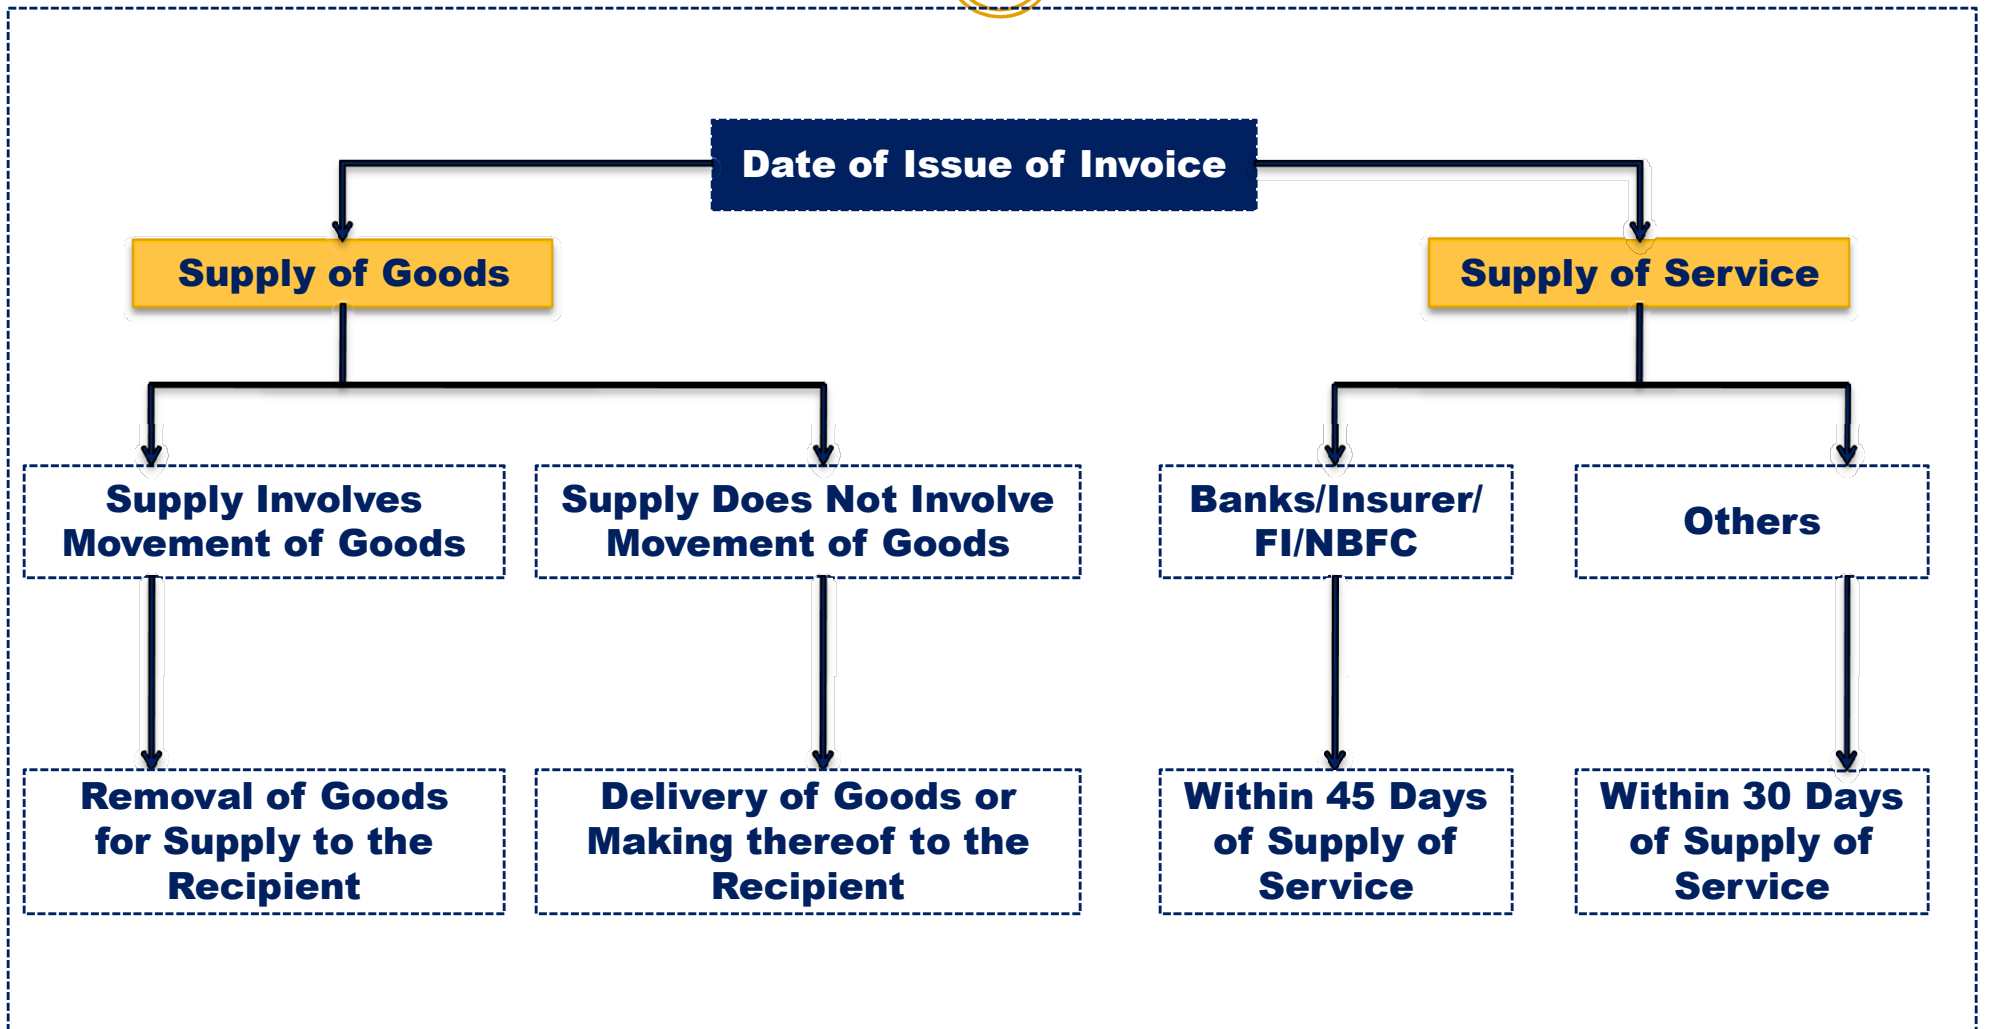 Date of Issue of Invoice
Supply of Goods
Supply of Service
Supply Involves
Movement of Goods
Supply Does Not Involve
Movement of Goods
Banks/Insurer/
FI/NBFC
Others
Removal of Goods
for Supply to the
Recipient
Delivery of Goods or
Making thereof to the
Recipient
Within 45 Days
of Supply of
Service
Within 30 Days
of Supply of
Service